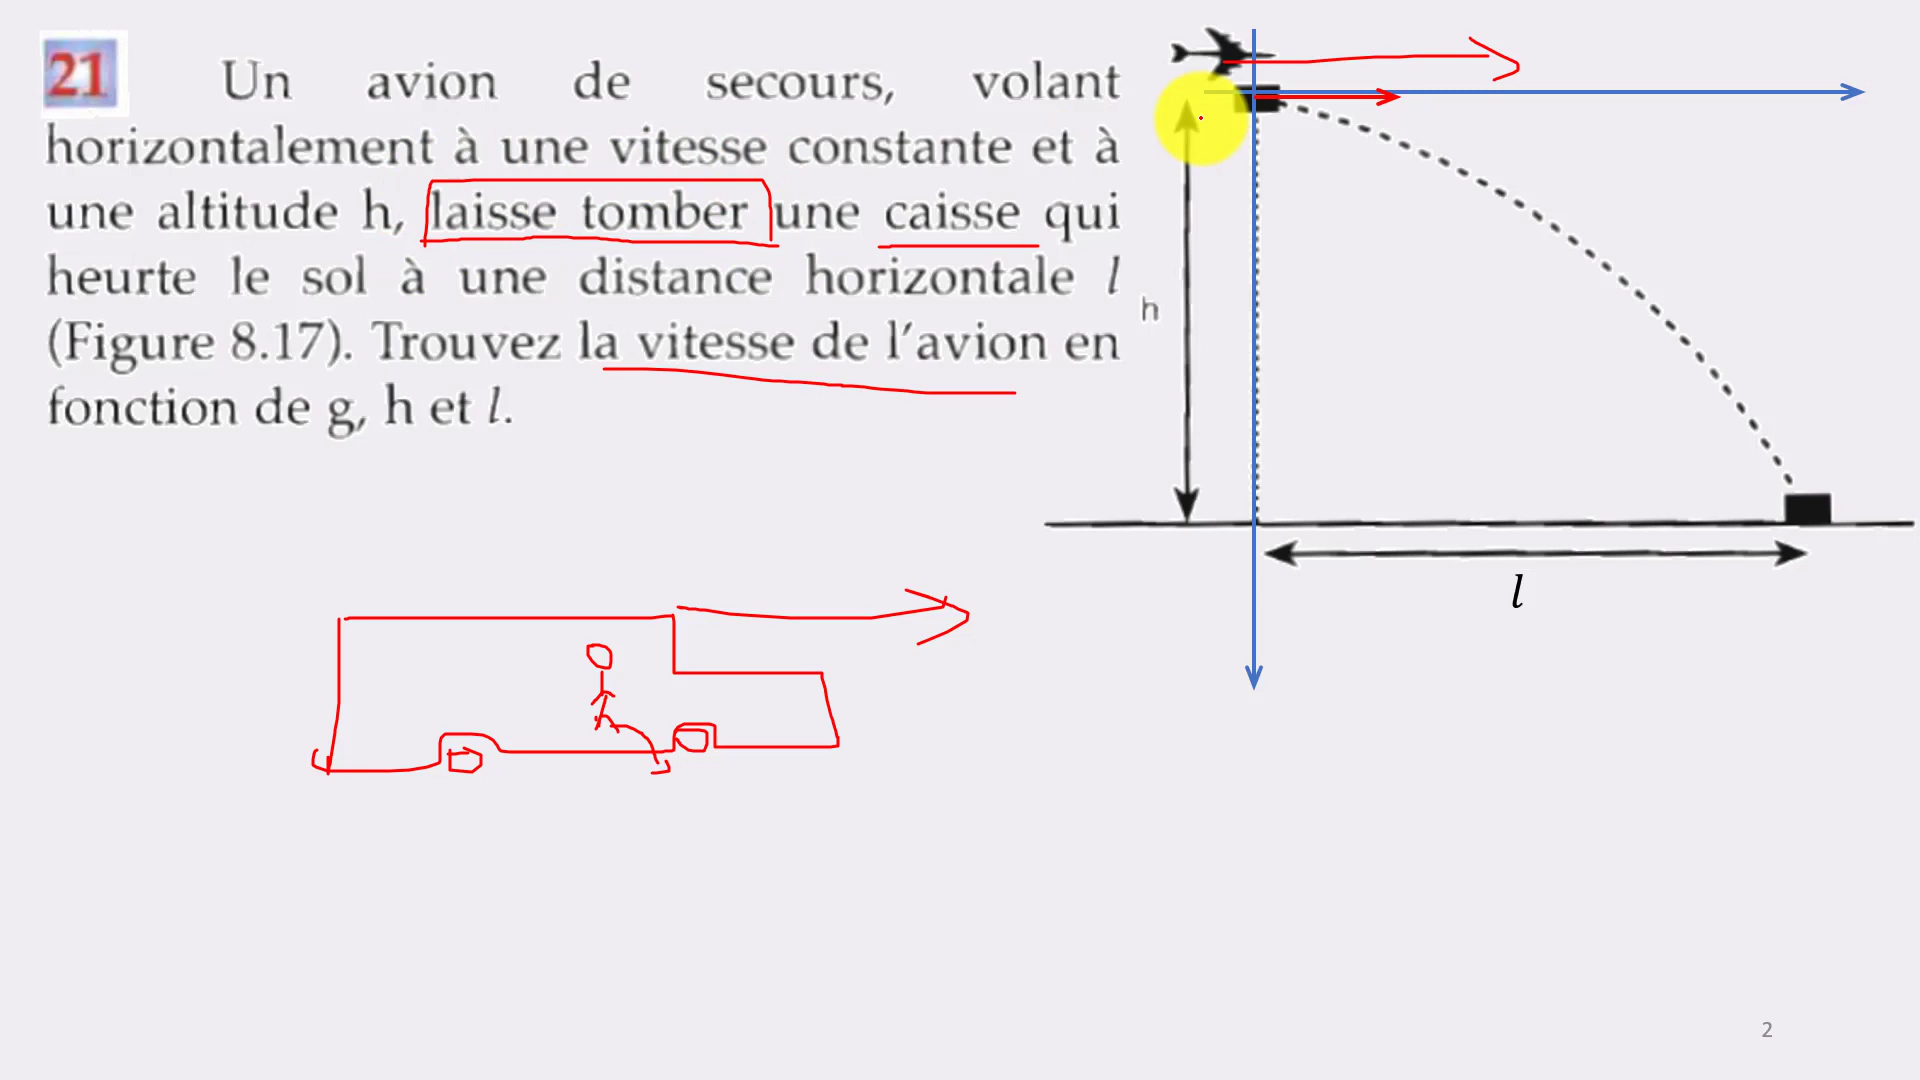 21 Un avion de secours, volant
horizontalement à une vitesse constante et à
une altitude h, laisse tomber une caisse qui
heurte le sol à une distance horizontale l
(Figure 8.17). Trouvez la vitesse de l'avion en
fonction de g, h et l.
h
l
2